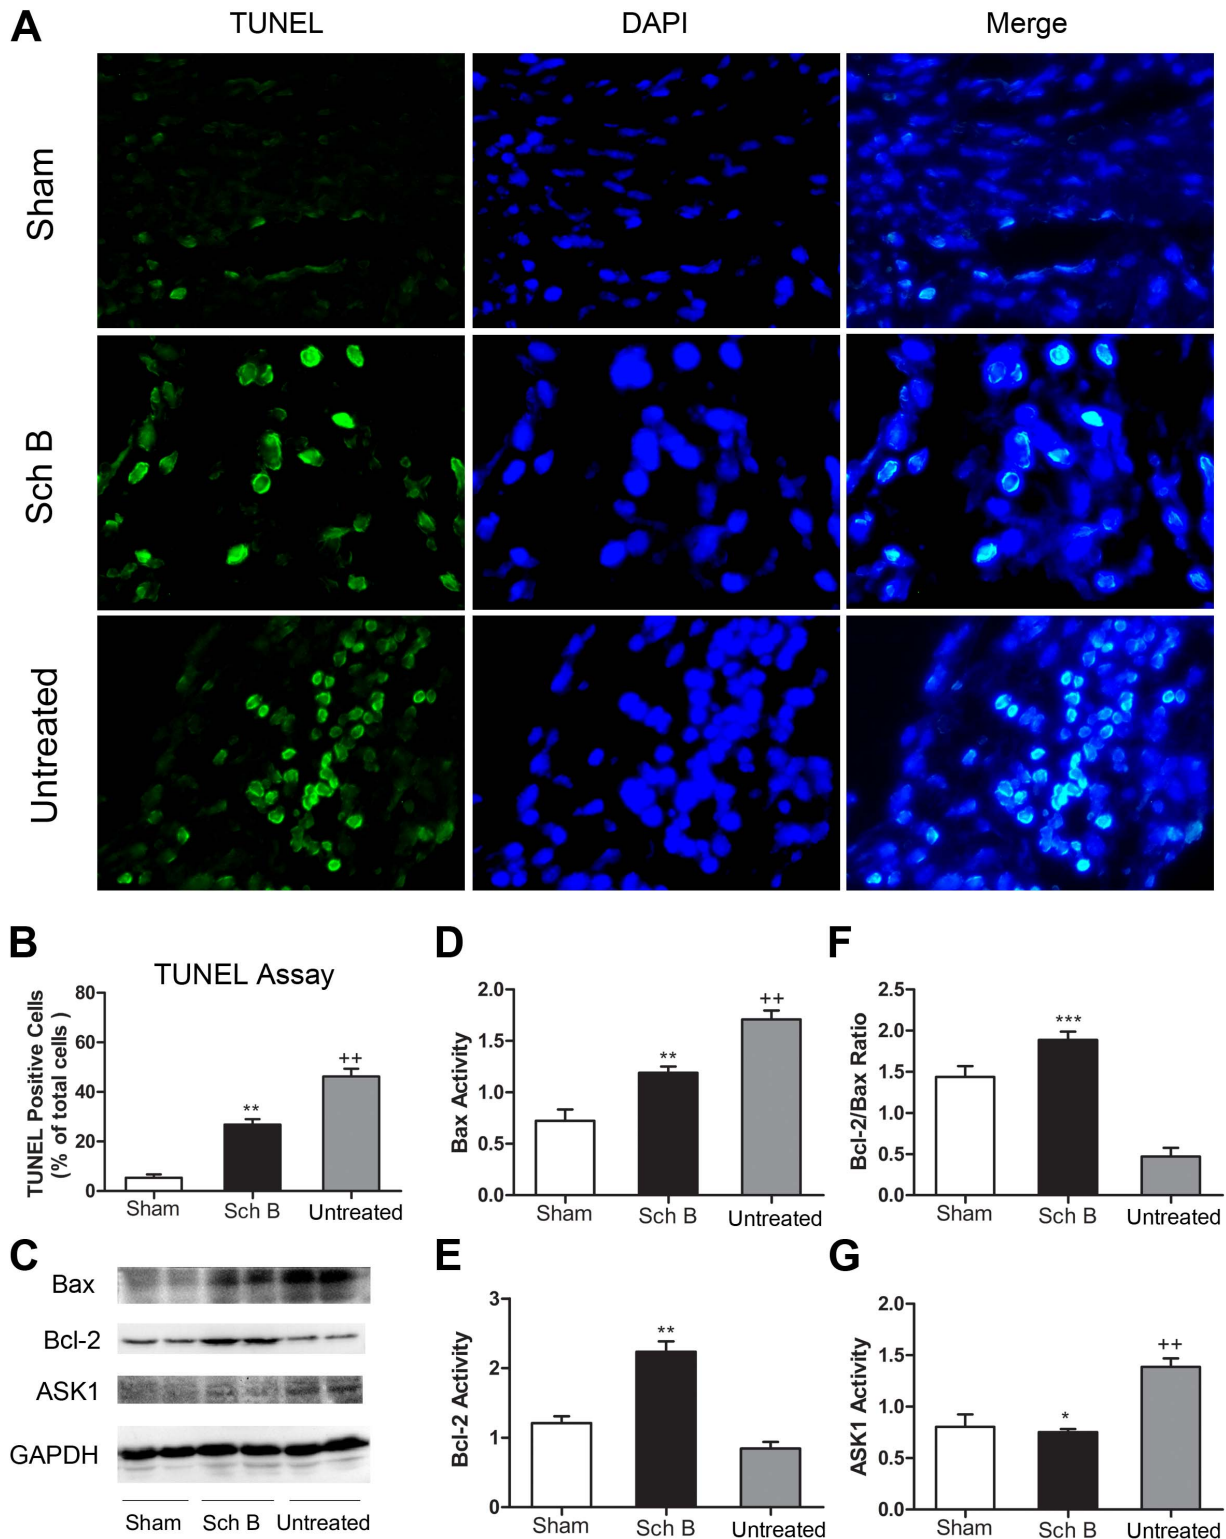 A
TUNEL
DAPI
Merge
Sham
Sch B
Untreated
B
TUNEL Assay
TUNEL Positive Cells
(% of total cells )
80
60
40
20
0
**
++
Sham
Sch B
Untreated
D
Bax Activity
2.0
1.5
1.0
0.5
0.0
**
++
Sham
Sch B
Untreated
F
Bcl-2/Bax Ratio
2.5
2.0
1.5
1.0
0.5
0.0
***
Sham
Sch B
Untreated
C
Bax
Bcl-2
ASK1
GAPDH
Sham
Sch B
Untreated
E
Bcl-2 Activity
3
2
1
0
**
Sham
Sch B
Untreated
G
ASK1 Activity
2.0
1.5
1.0
0.5
0.0
*
++
Sham
Sch B
Untreated